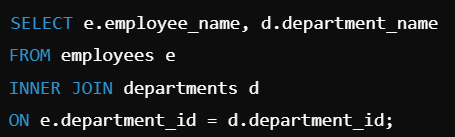 SELECT e.employee_name, d.department_name
FROM employees e
INNER JOIN departments d
ON e.department_id = d.department_id;